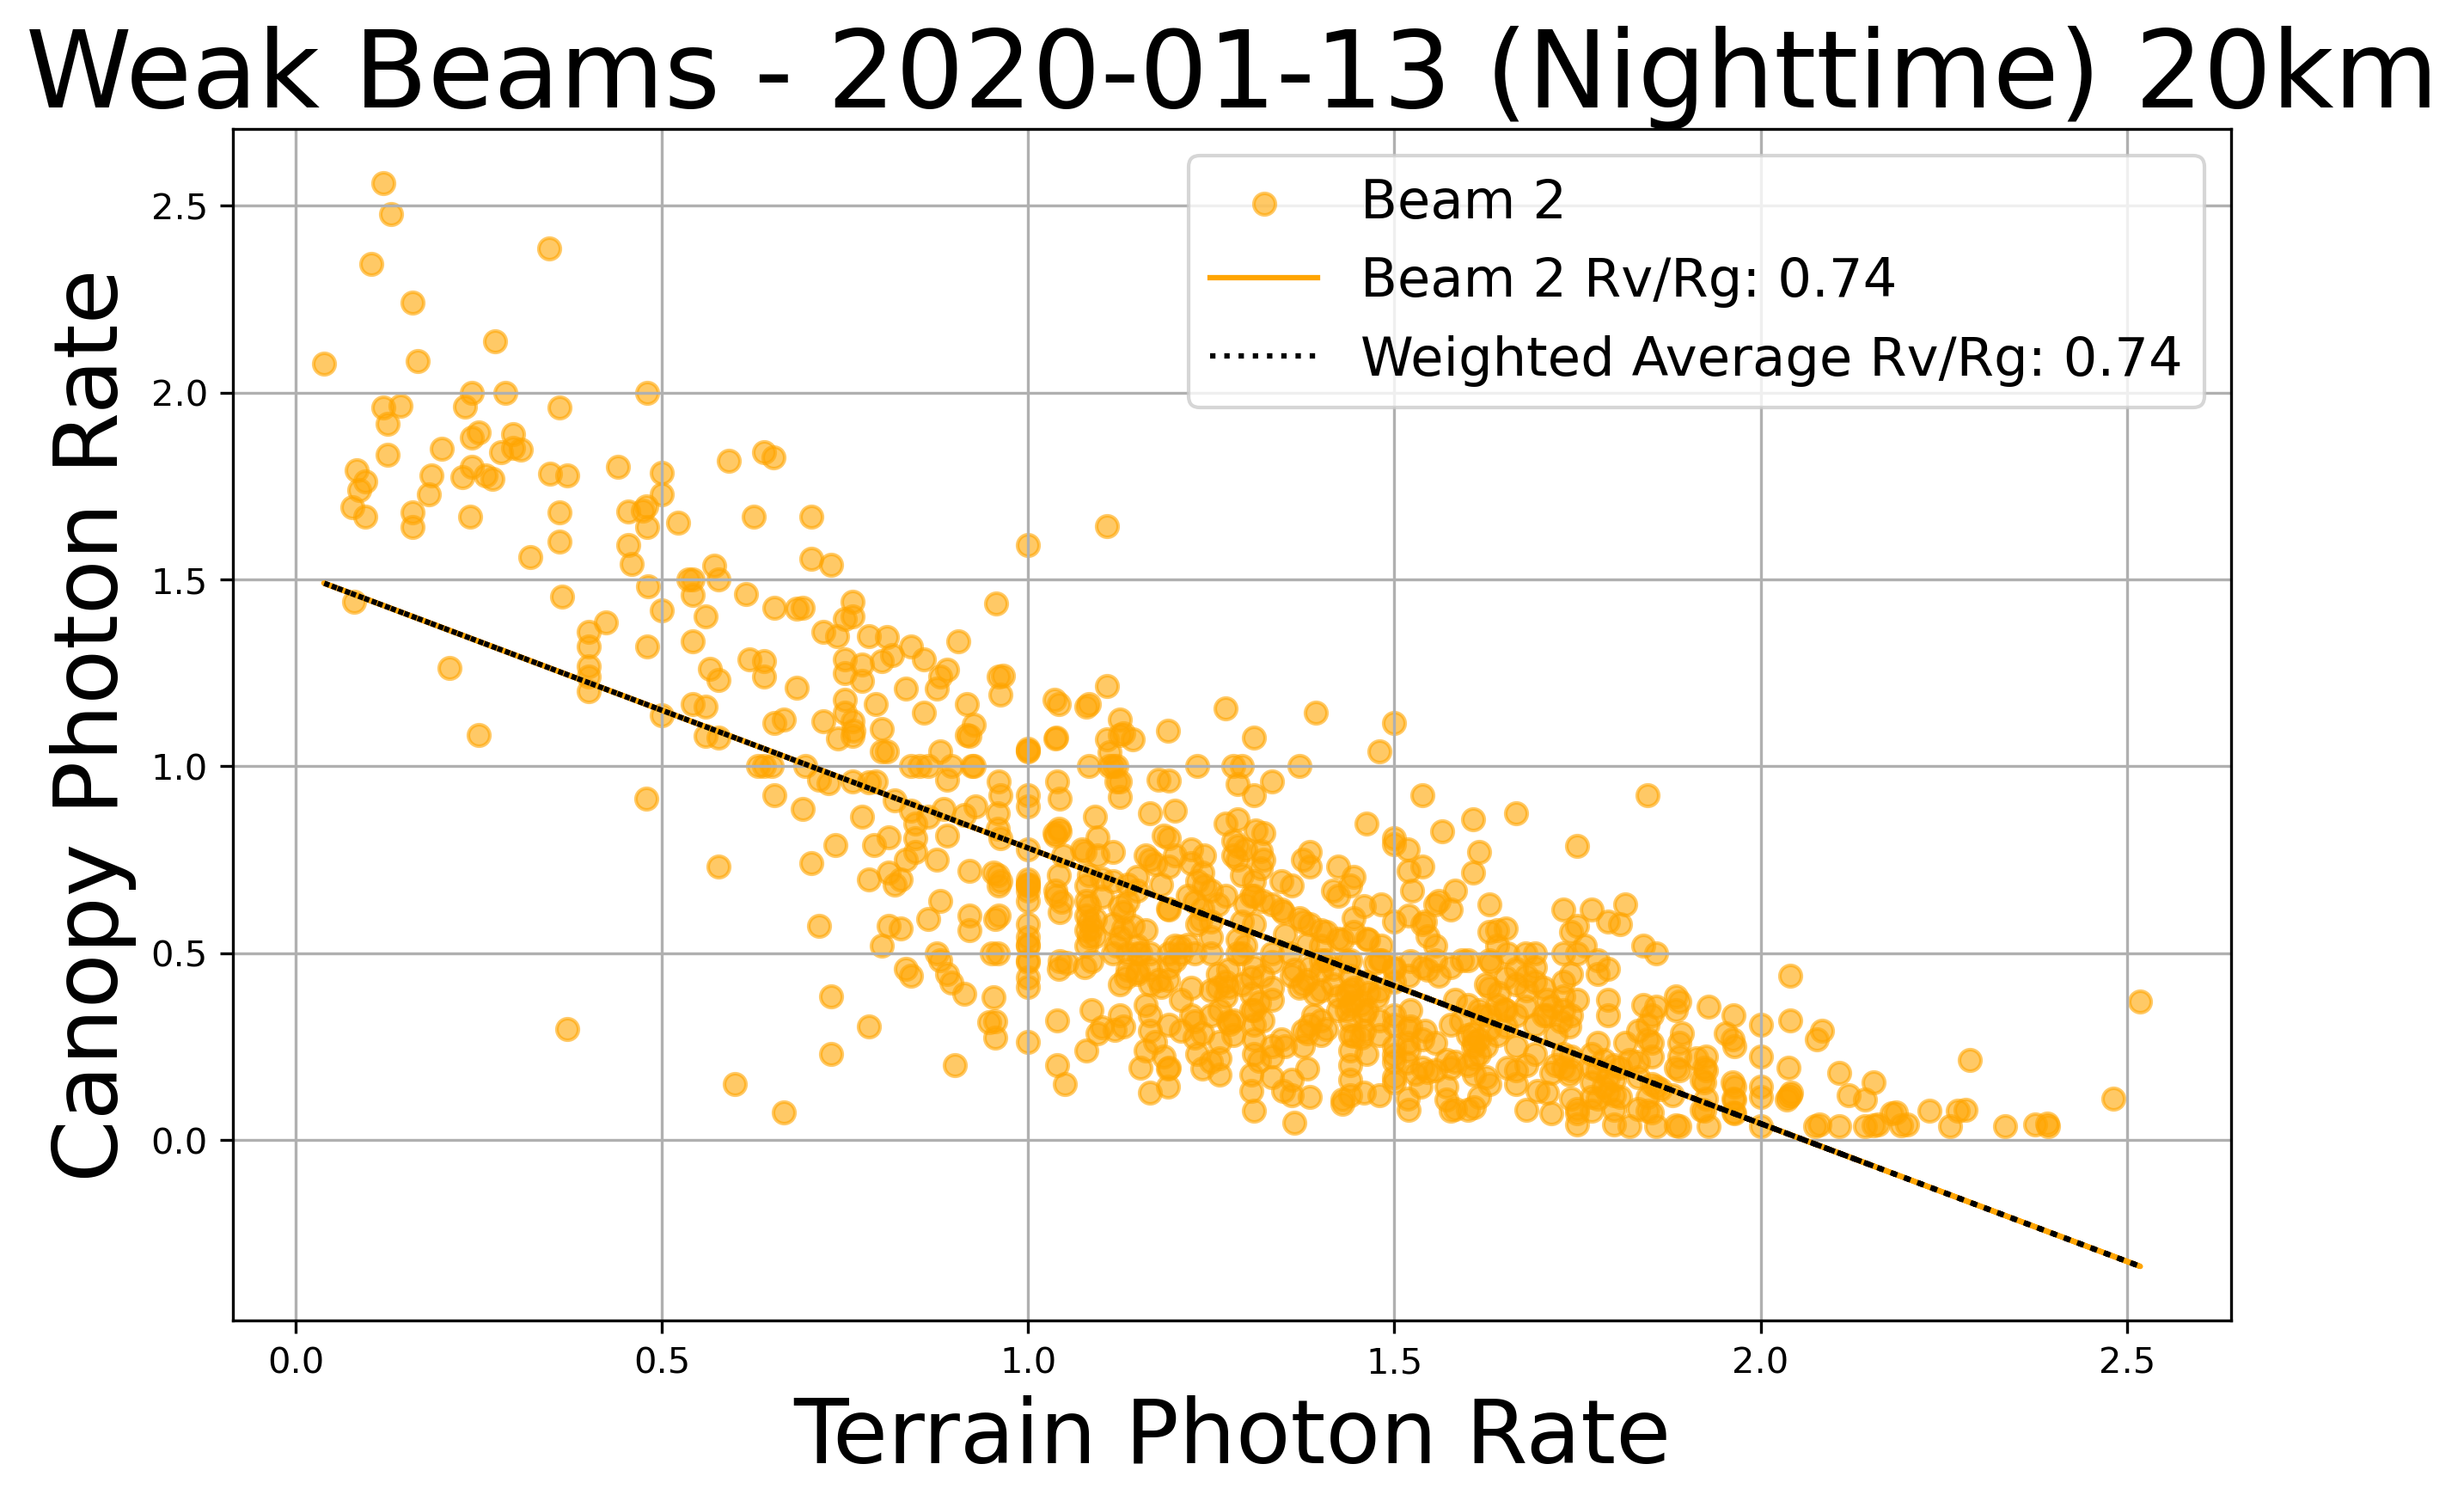 Weak Beams - 2020-01-13 (Nighttime) 20km
Beam 2
Beam 2 Rv/Rg: 0.74
Weighted Average Rv/Rg: 0.74
Canopy Photon Rate
2.5
2.0
1.5
1.0
0.5
0.0
0.0 0.5 1.0 1.5 2.0 2.5
Terrain Photon Rate